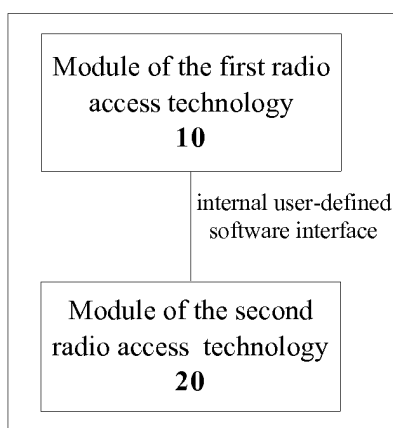 Module of the first radio
access technology
10
internal user-defined
software interface
Module of the second
radio access technology
20